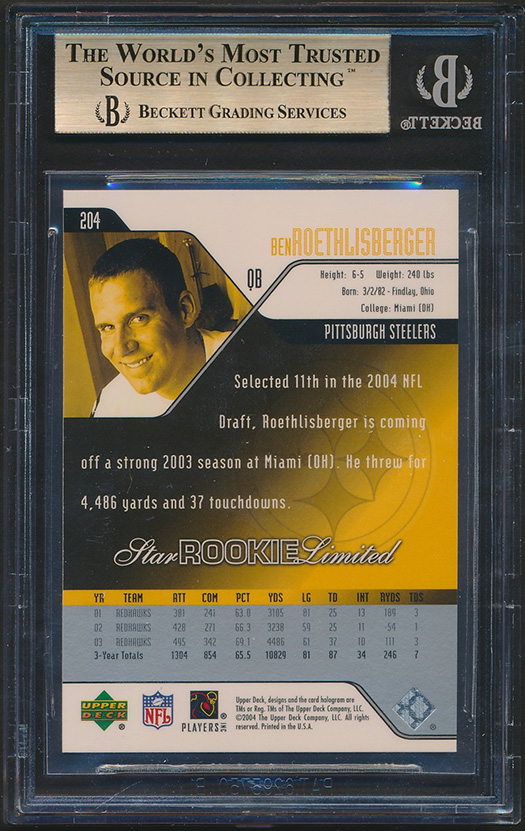 THE WORLD'S MOST TRUSTED
SOURCE IN COLLECTING™
B BECKETT GRADING SERVICES
B
BECKETT®
204
BEN ROETHLISBERGER
QB
Height: 6-5 Weight: 240 lbs
Born: 3/2/82 - Findlay, Ohio
College: Miami (OH)
PITTSBURGH STEELERS
Selected 11th in the 2004 NFL
Draft, Roethlisberger is coming
off a strong 2003 season at Miami (OH). He threw for
4,486 yards and 37 touchdowns.
Star ROOKIE Limited
YR TEAM ATT COM PCT YDS LG TD INT RYDS TDS
01 REDHAWKS 381 241 63.0 3105 81 25 13 189 3
02 REDHAWKS 428 271 66.3 3238 59 25 11 -54 1
03 REDHAWKS 495 342 69.1 4486 61 37 10 111 3
3-Year Totals 1304 854 65.5 10829 81 87 34 246 7
UPPER DECK ®
NFL ®
PLAYERS INC
Upper Deck, designs and the card hologram are
TMs or Reg. TMs of The Upper Deck Company, LLC.
©2004 The Upper Deck Company, LLC. All rights
reserved. Printed in the U.S.A.